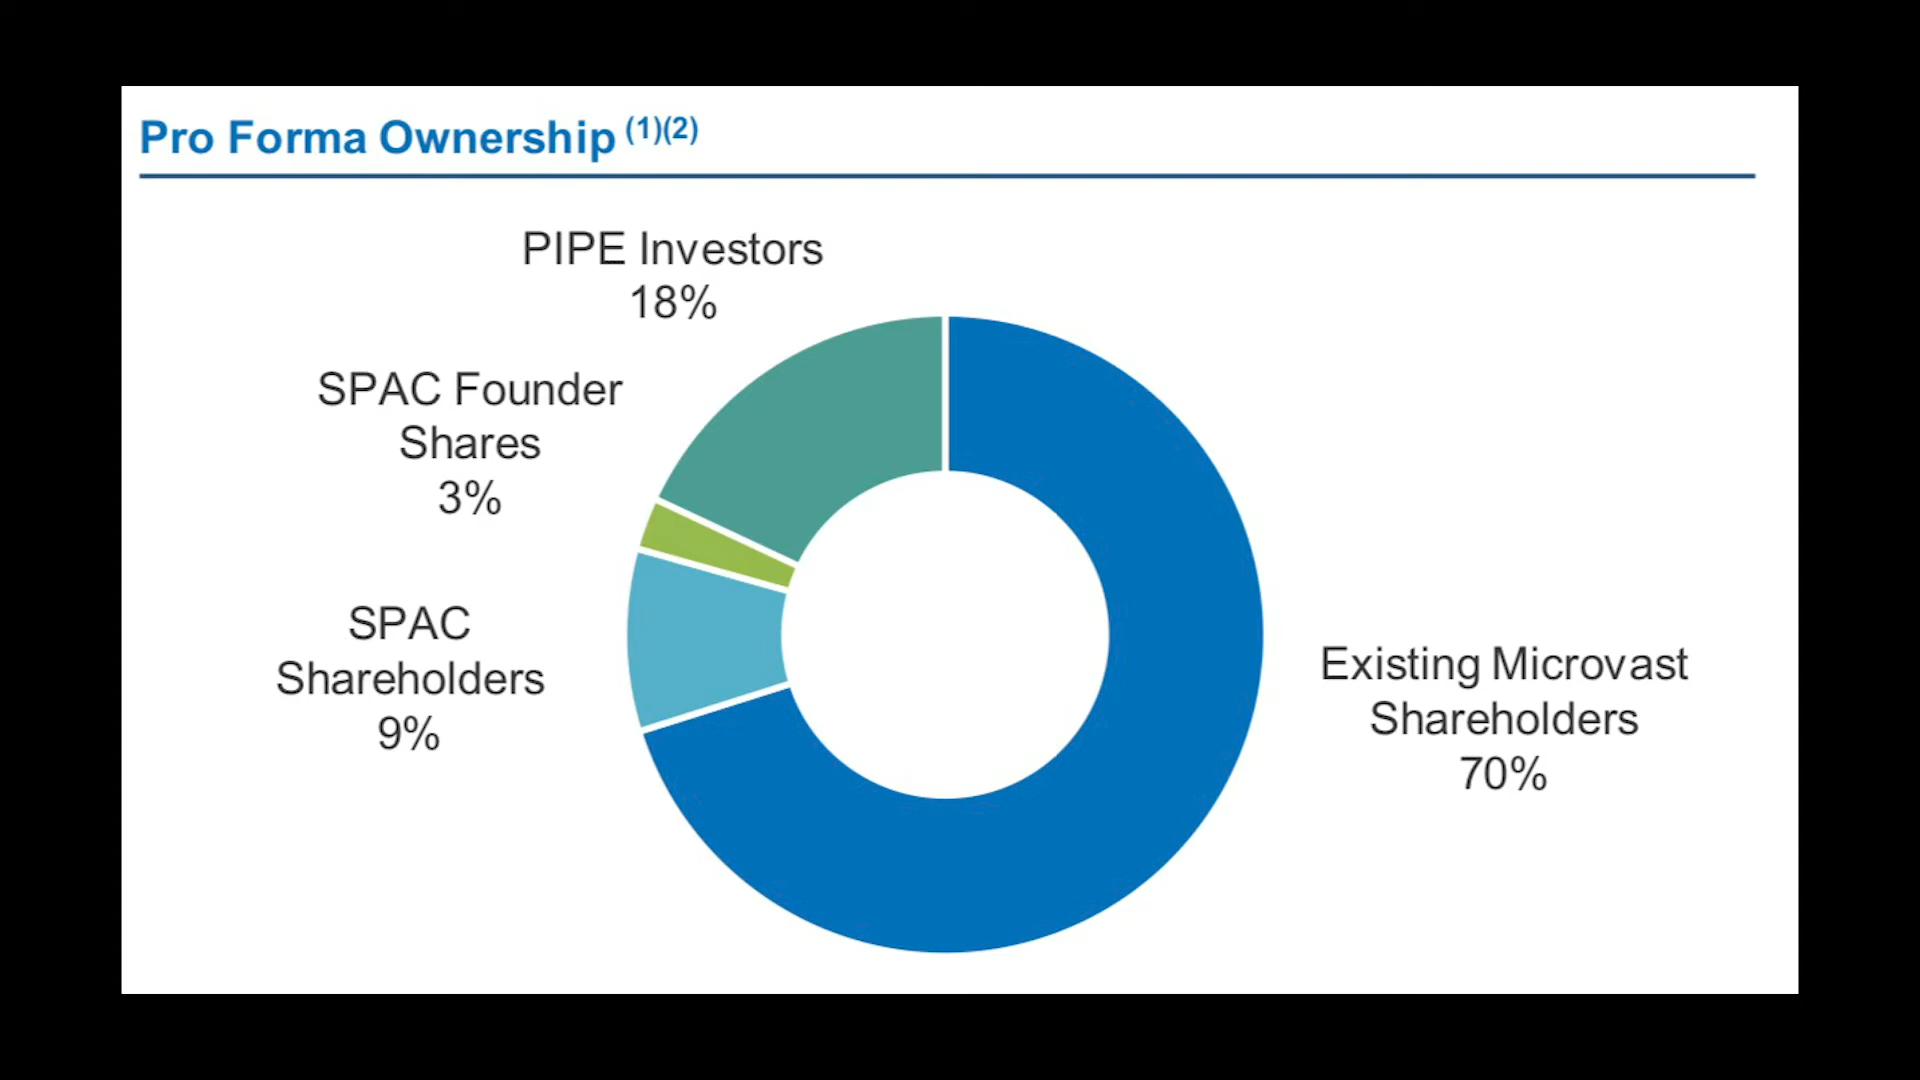 Pro Forma Ownership (1)(2)
PIPE Investors
18%
SPAC Founder
Shares
3%
SPAC
Shareholders
9%
Existing Microvast
Shareholders
70%